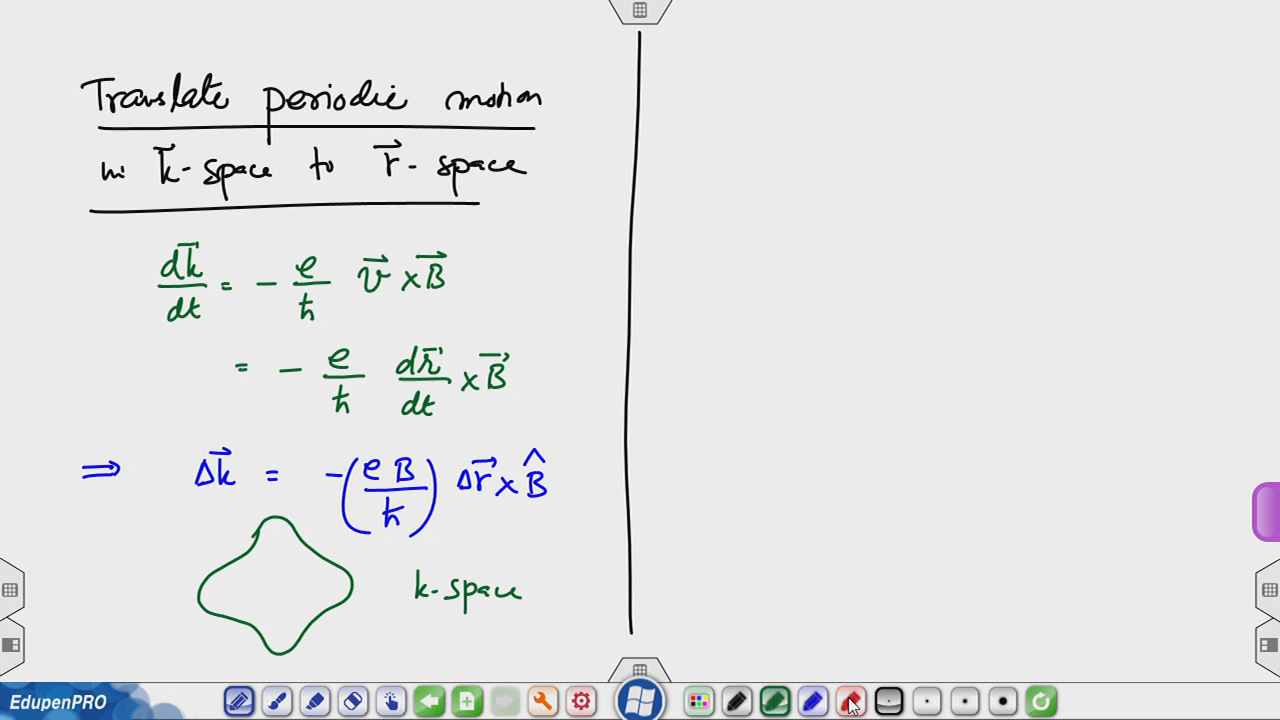 Translate periodic motion
in k⃗-space to r⃗-space
dk⃗/dt = - e/ħ v⃗ × B⃗
= - e/ħ dr⃗/dt × B⃗
⟹ Δk⃗ = -(eB/ħ) Δr⃗ × B̂
k-space
EdupenPRO